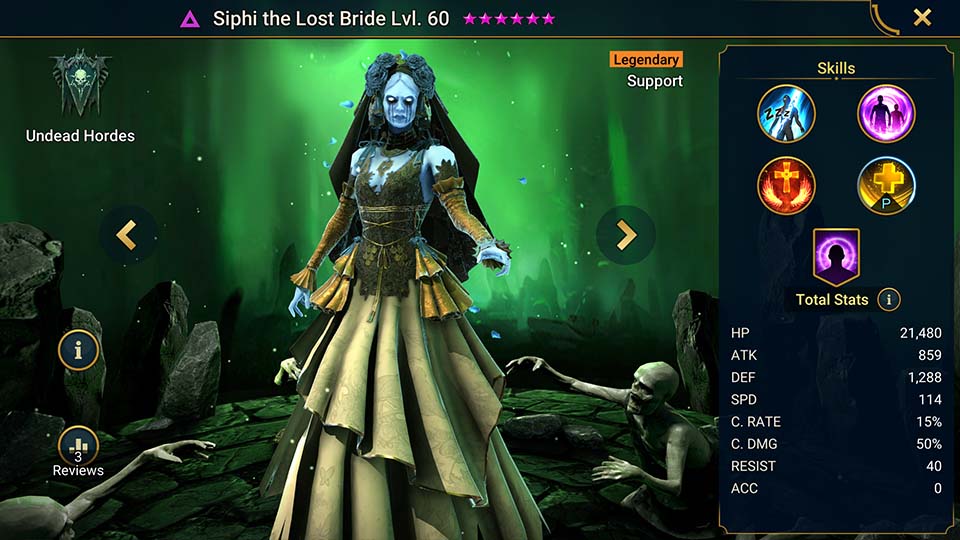 Siphi the Lost Bride Lvl. 60
Legendary
Support
Undead Hordes
3
Reviews
Skills
ZZZ
P
Total Stats
i
i
HP 21,480
ATK 859
DEF 1,288
SPD 114
C. RATE 15%
C. DMG 50%
RESIST 40
ACC 0